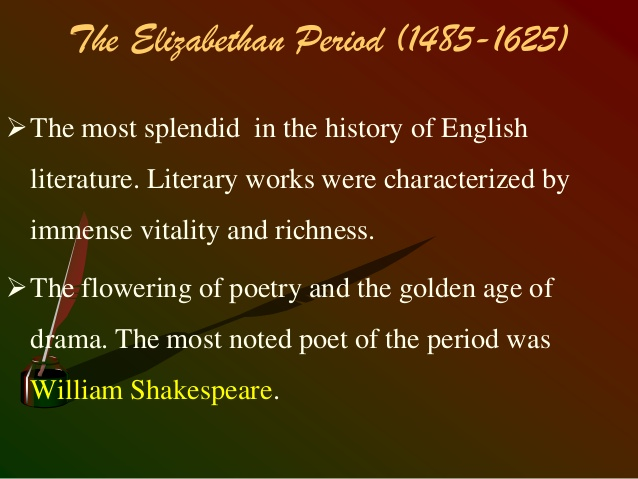 The Elizabethan Period (1485-1625)
The most splendid in the history of English
literature. Literary works were characterized by
immense vitality and richness.
The flowering of poetry and the golden age of
drama. The most noted poet of the period was
William Shakespeare.